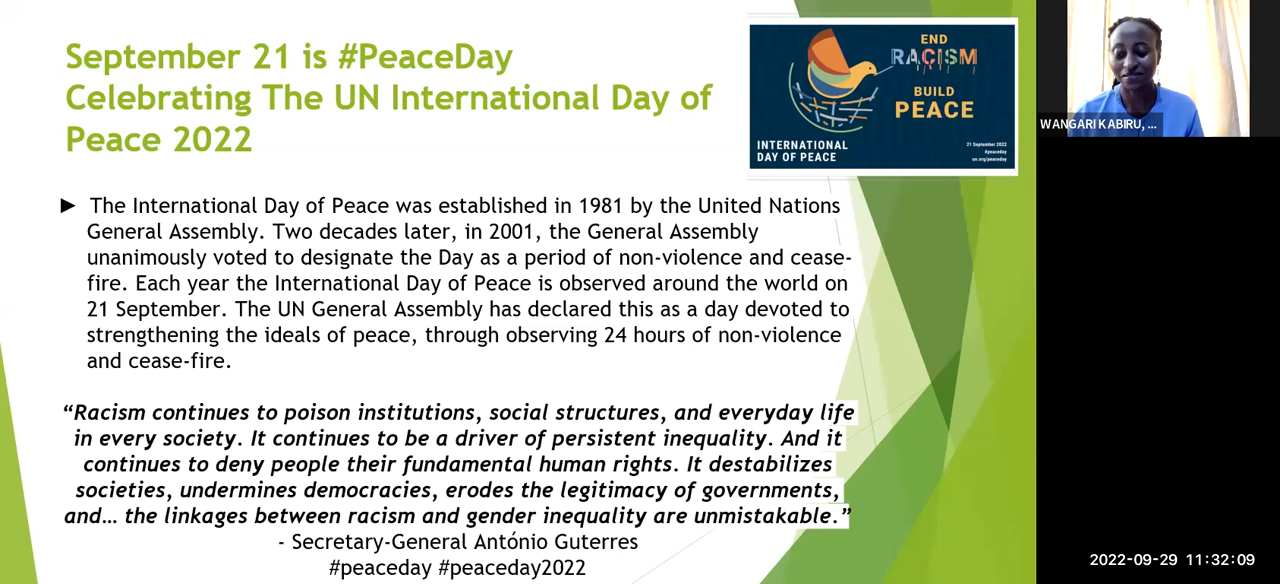 September 21 is #PeaceDay
Celebrating The UN International Day of
Peace 2022
END
RACISM
BUILD
PEACE
INTERNATIONAL
DAY OF PEACE
21 September 2022
#peaceday
un.org/peaceday
WANGARI KABIRU, ...
► The International Day of Peace was established in 1981 by the United Nations
General Assembly. Two decades later, in 2001, the General Assembly
unanimously voted to designate the Day as a period of non-violence and cease-
fire. Each year the International Day of Peace is observed around the world on
21 September. The UN General Assembly has declared this as a day devoted to
strengthening the ideals of peace, through observing 24 hours of non-violence
and cease-fire.
“Racism continues to poison institutions, social structures, and everyday life
in every society. It continues to be a driver of persistent inequality. And it
continues to deny people their fundamental human rights. It destabilizes
societies, undermines democracies, erodes the legitimacy of governments,
and… the linkages between racism and gender inequality are unmistakable.”
- Secretary-General António Guterres
#peaceday #peaceday2022
2022-09-29 11:32:09